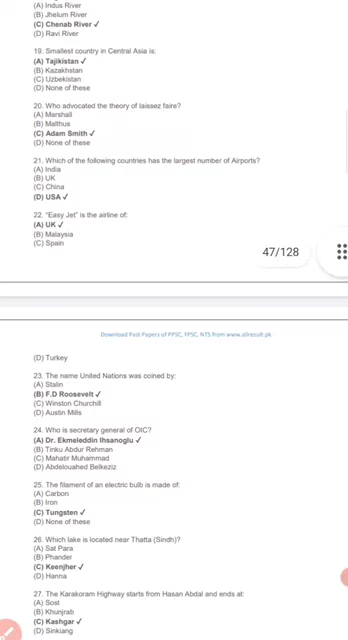 (A) Indus River
(B) Jhelum River
(C) Chenab River ✓
(D) Ravi River
19. Smallest country in Central Asia is:
(A) Tajikistan ✓
(B) Kazakhstan
(C) Uzbekistan
(D) None of these
20. Who advocated the theory of laissez faire?
(A) Marshall
(B) Malthus
(C) Adam Smith ✓
(D) None of these
21. Which of the following countries has the largest number of Airports?
(A) India
(B) UK
(C) China
(D) USA ✓
22. “Easy Jet” is the airline of:
(A) UK ✓
(B) Malaysia
(C) Spain
47/128
Download Past Papers of PPSC, FPSC, NTS from www.allresult.pk
(D) Turkey
23. The name United Nations was coined by:
(A) Stalin
(B) F.D Roosevelt ✓
(C) Winston Churchill
(D) Austin Mills
24. Who is secretary general of OIC?
(A) Dr. Ekmeleddin Ihsanoglu ✓
(B) Tinku Abdur Rehman
(C) Mahatir Muhammad
(D) Abdelouahed Belkeziz
25. The filament of an electric bulb is made of:
(A) Carbon
(B) Iron
(C) Tungsten ✓
(D) None of these
26. Which lake is located near Thatta (Sindh)?
(A) Sat Para
(B) Phander
(C) Keenjher ✓
(D) Hanna
27. The Karakoram Highway starts from Hasan Abdal and ends at:
(A) Sost
(B) Khunjrab
(C) Kashgar ✓
(D) Sinkiang